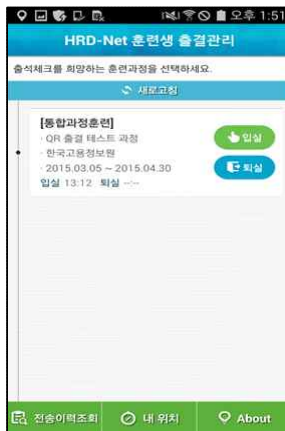 오후 1:51
HRD-Net 훈련생 출결관리
출석체크를 희망하는 훈련과정을 선택하세요.
새로고침
[통합과정훈련]
· QR 출결 테스트 과정
· 한국고용정보원
· 2015.03.05 ~ 2015.04.30
입실 13:12 퇴실 --:--
입실
퇴실
전송이력조회 내 위치 About